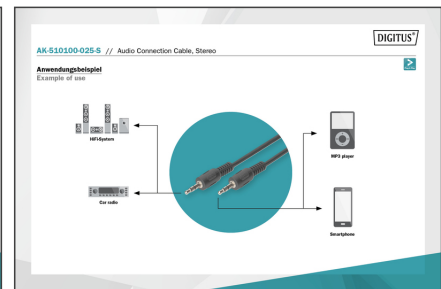 DIGITUS®
AK-510100-025-S // Audio Connection Cable, Stereo
Anwendungsbeispiel
Example of use
HiFi-System
MP3 player
Car radio
Smartphone